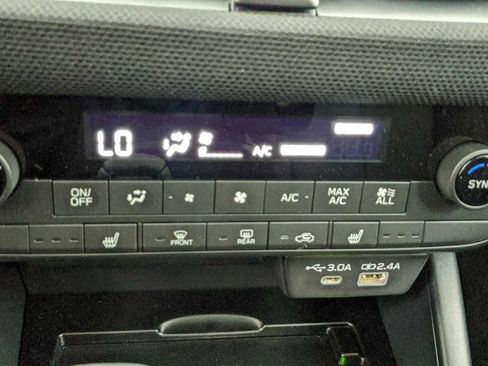 LO A/C
ON/
OFF A/C MAX
A/C ALL SYN
FRONT REAR
3.0A 2.4A